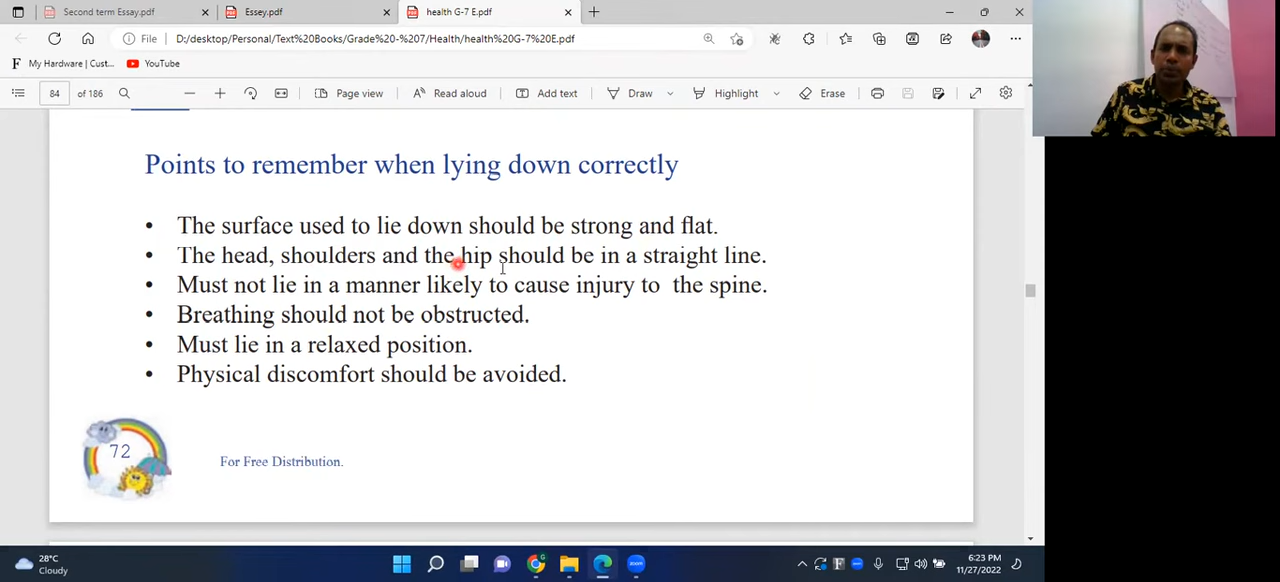 Second term Essay.pdf
Essey.pdf
health G-7 E.pdf
File D:/desktop/Personal/Text%20Books/Grade%20-%207/Health/health%20G-7%20E.pdf
My Hardware | Cust...
YouTube
84 of 186
Page view
Read aloud
Add text
Draw
Highlight
Erase
Points to remember when lying down correctly
• The surface used to lie down should be strong and flat.
• The head, shoulders and the hip should be in a straight line.
• Must not lie in a manner likely to cause injury to the spine.
• Breathing should not be obstructed.
• Must lie in a relaxed position.
• Physical discomfort should be avoided.
72
For Free Distribution.
28°C
Cloudy
zoom
6:23 PM
11/27/2022